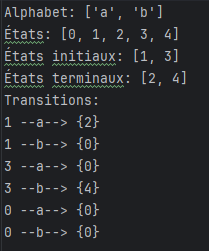 Alphabet: ['a', 'b']
États: [0, 1, 2, 3, 4]
États initiaux: [1, 3]
États terminaux: [2, 4]
Transitions:
1 --a--> {2}
1 --b--> {0}
3 --a--> {0}
3 --b--> {4}
0 --a--> {0}
0 --b--> {0}